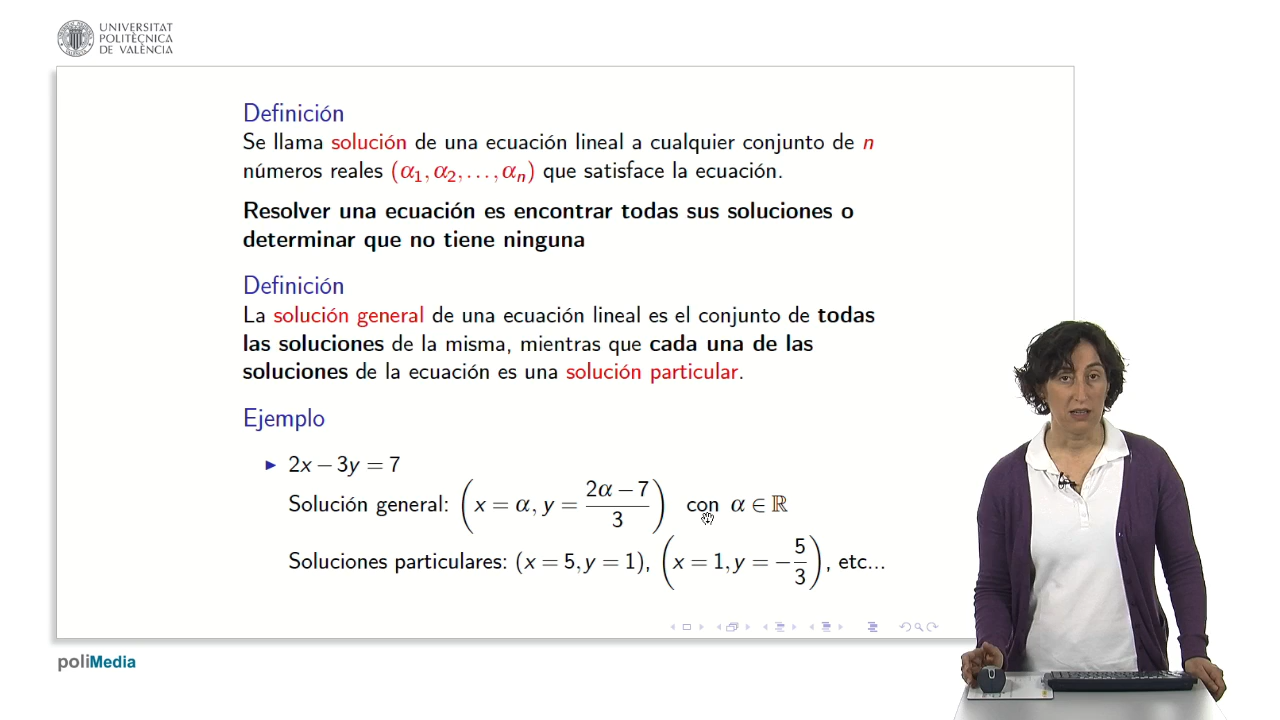 UNIVERSITAT
POLITÈCNICA
DE VALÈNCIA
Definición
Se llama solución de una ecuación lineal a cualquier conjunto de n
números reales (α₁, α₂, ..., αₙ) que satisface la ecuación.
Resolver una ecuación es encontrar todas sus soluciones o
determinar que no tiene ninguna
Definición
La solución general de una ecuación lineal es el conjunto de todas
las soluciones de la misma, mientras que cada una de las
soluciones de la ecuación es una solución particular.
Ejemplo
▶ 2x − 3y = 7
Solución general: (x = α, y = (2α − 7)/3) con α ∈ ℝ
Soluciones particulares: (x = 5, y = 1), (x = 1, y = −5/3), etc...
poliMedia